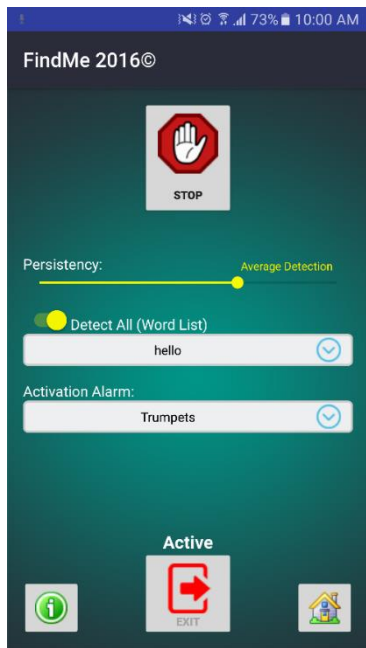 73% 10:00 AM
FindMe 2016©
STOP
Persistency: Average Detection
Detect All (Word List)
hello
Activation Alarm:
Trumpets
Active
EXIT